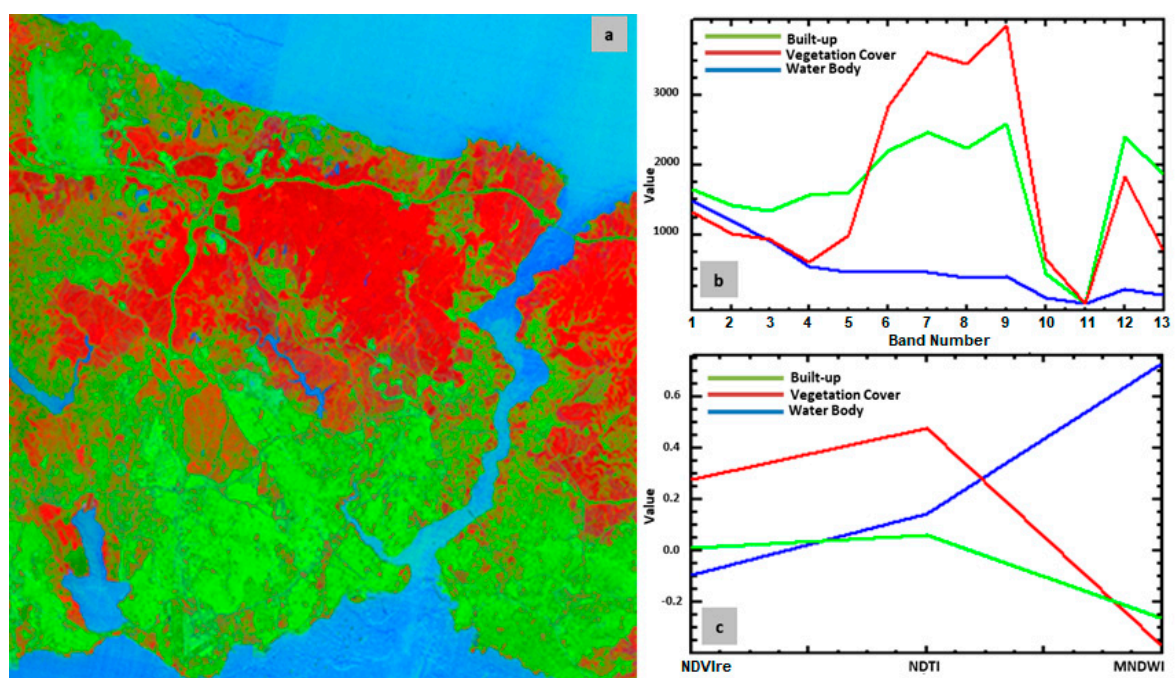 a
Built-up
Vegetation Cover
Water Body
3000
2000
1000
Value
b
1 2 3 4 5 6 7 8 9 10 11 12 13
Band Number
Built-up
Vegetation Cover
Water Body
0.6
0.4
0.2
0.0
-0.2
Value
c
NDVIre NDTI MNDWI